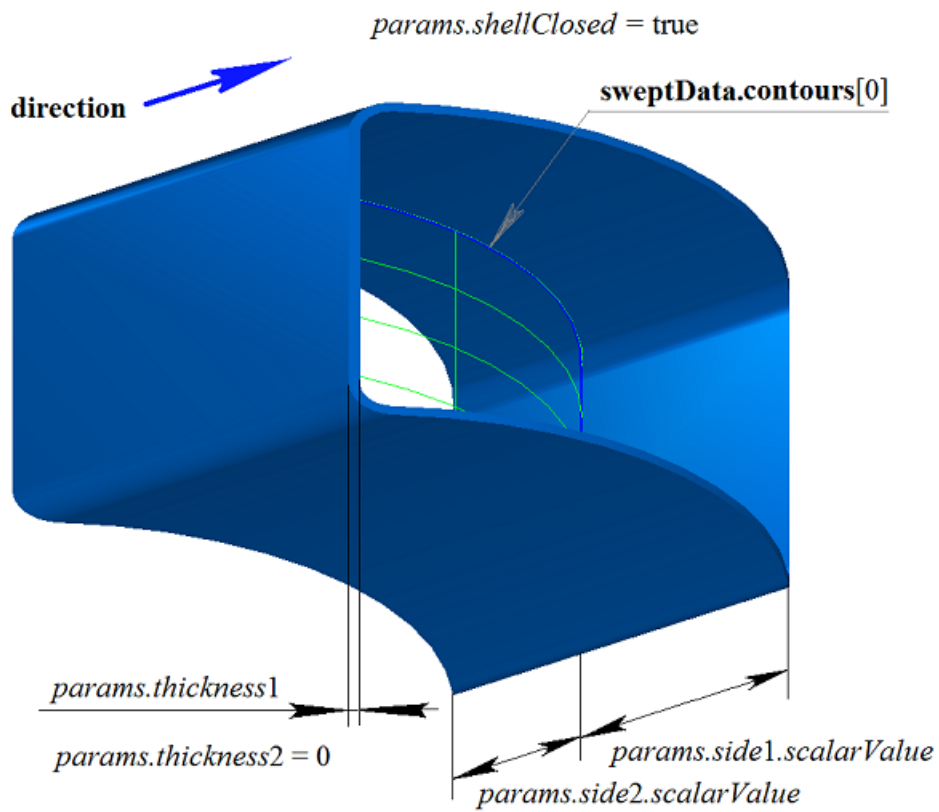 params.shellClosed = true
direction
sweptData.contours[0]
params.thickness1
params.thickness2 = 0
params.side1.scalarValue
params.side2.scalarValue